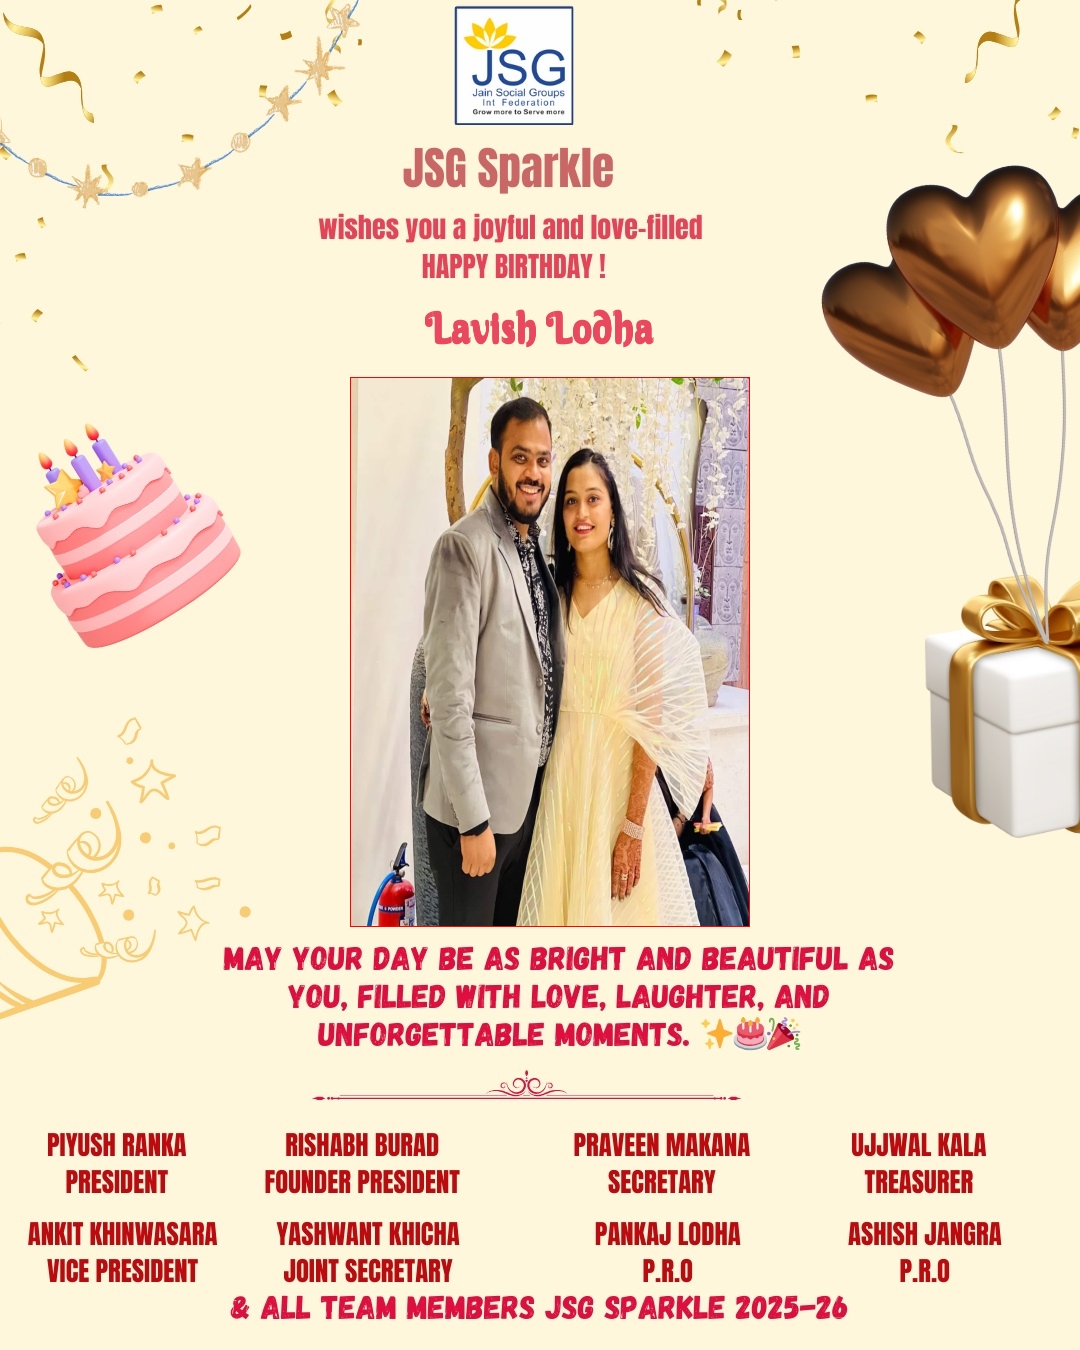 JSG
Jain Social Groups
Int Federation
Grow more to Serve more
JSG Sparkle
wishes you a joyful and love-filled
HAPPY BIRTHDAY !
Lavish Lodha
MAY YOUR DAY BE AS BRIGHT AND BEAUTIFUL AS
YOU, FILLED WITH LOVE, LAUGHTER, AND
UNFORGETTABLE MOMENTS. ✨🎂🎉
PIYUSH RANKA
PRESIDENT
RISHABH BURAD
FOUNDER PRESIDENT
PRAVEEN MAKANA
SECRETARY
UJJWAL KALA
TREASURER
ANKIT KHINWASARA
VICE PRESIDENT
YASHWANT KHICHA
JOINT SECRETARY
PANKAJ LODHA
P.R.O
ASHISH JANGRA
P.R.O
& ALL TEAM MEMBERS JSG SPARKLE 2025-26